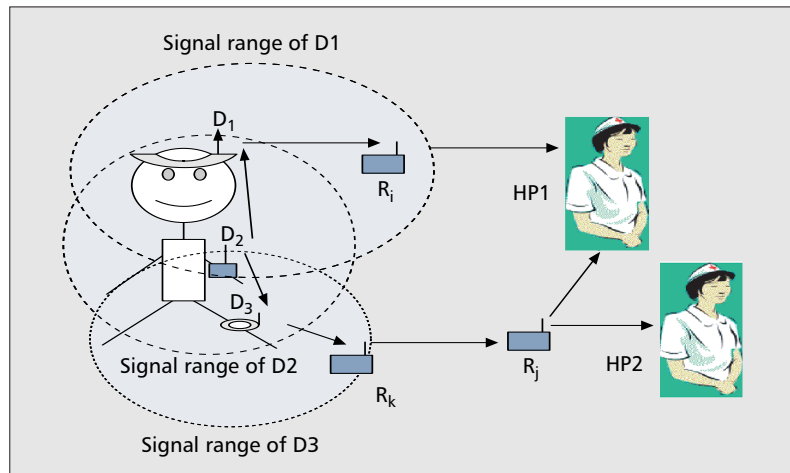 Signal range of D1
D1
Ri
HP1
D2
D3
Signal range of D2
Rk
Rj
HP2
Signal range of D3